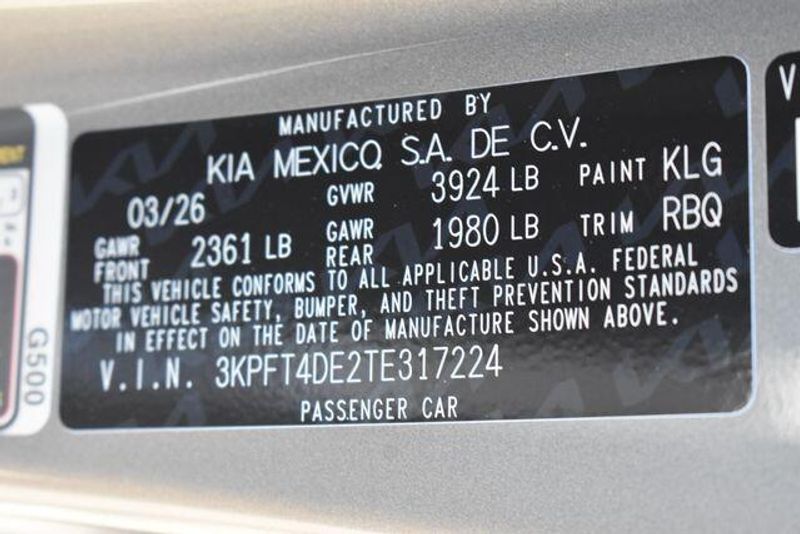 MANUFACTURED BY
KIA MEXICO, S.A. DE C.V.
03/26 GVWR 3924 LB PAINT KLG
GAWR FRONT 2361 LB GAWR REAR 1980 LB TRIM RBQ
THIS VEHICLE CONFORMS TO ALL APPLICABLE U.S.A. FEDERAL
MOTOR VEHICLE SAFETY, BUMPER, AND THEFT PREVENTION STANDARDS
IN EFFECT ON THE DATE OF MANUFACTURE SHOWN ABOVE.
V.I.N. 3KPFT4DE2TE317224
PASSENGER CAR
G500
V